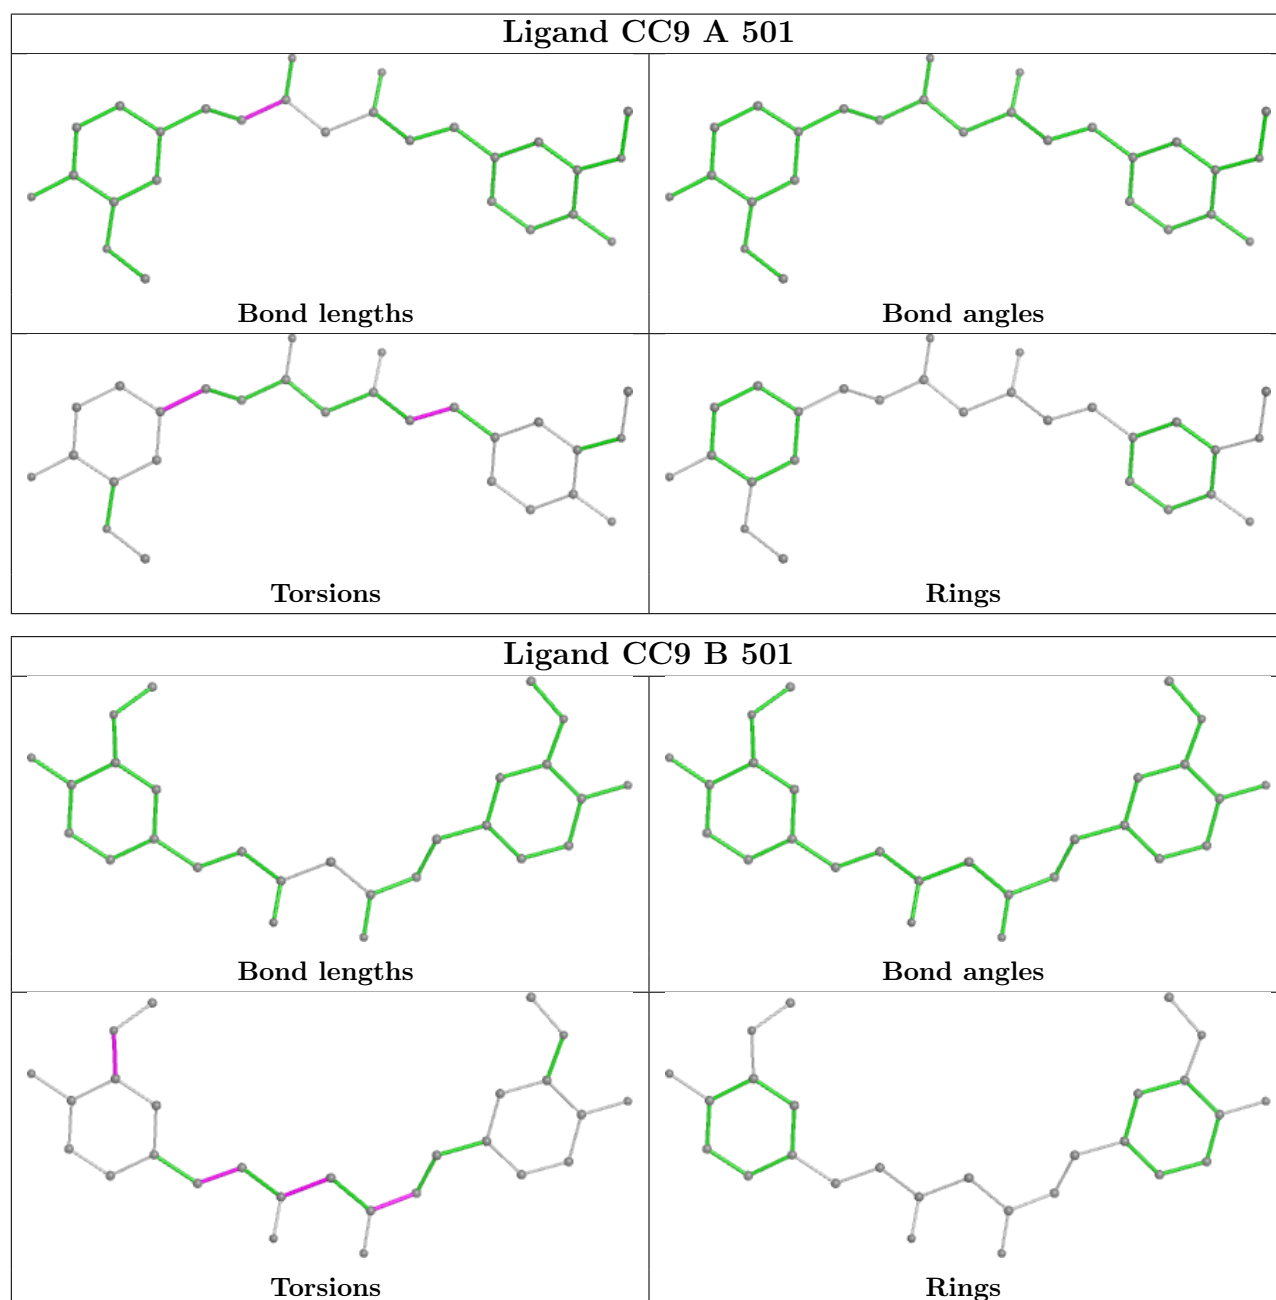 Ligand CC9 A 501
Bond lengths
Bond angles
Torsions
Rings
Ligand CC9 B 501
Bond lengths
Bond angles
Torsions
Rings